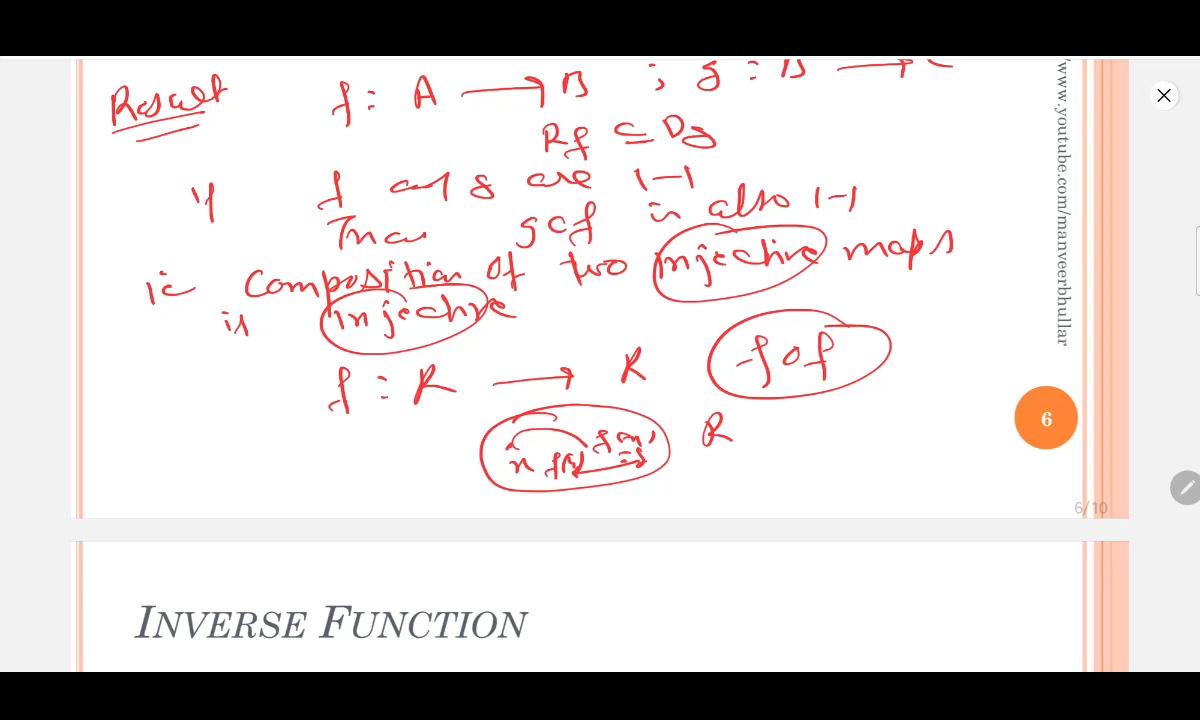 Result f : A → B ; g : B → C
Rf ⊆ Dg
If f and g are 1-1
Then gof is also 1-1
ie composition of two injective maps
is injective
f : R → R fof
x f(x) R
6
6/10
INVERSE FUNCTION
www.youtube.com/manveerbhullar